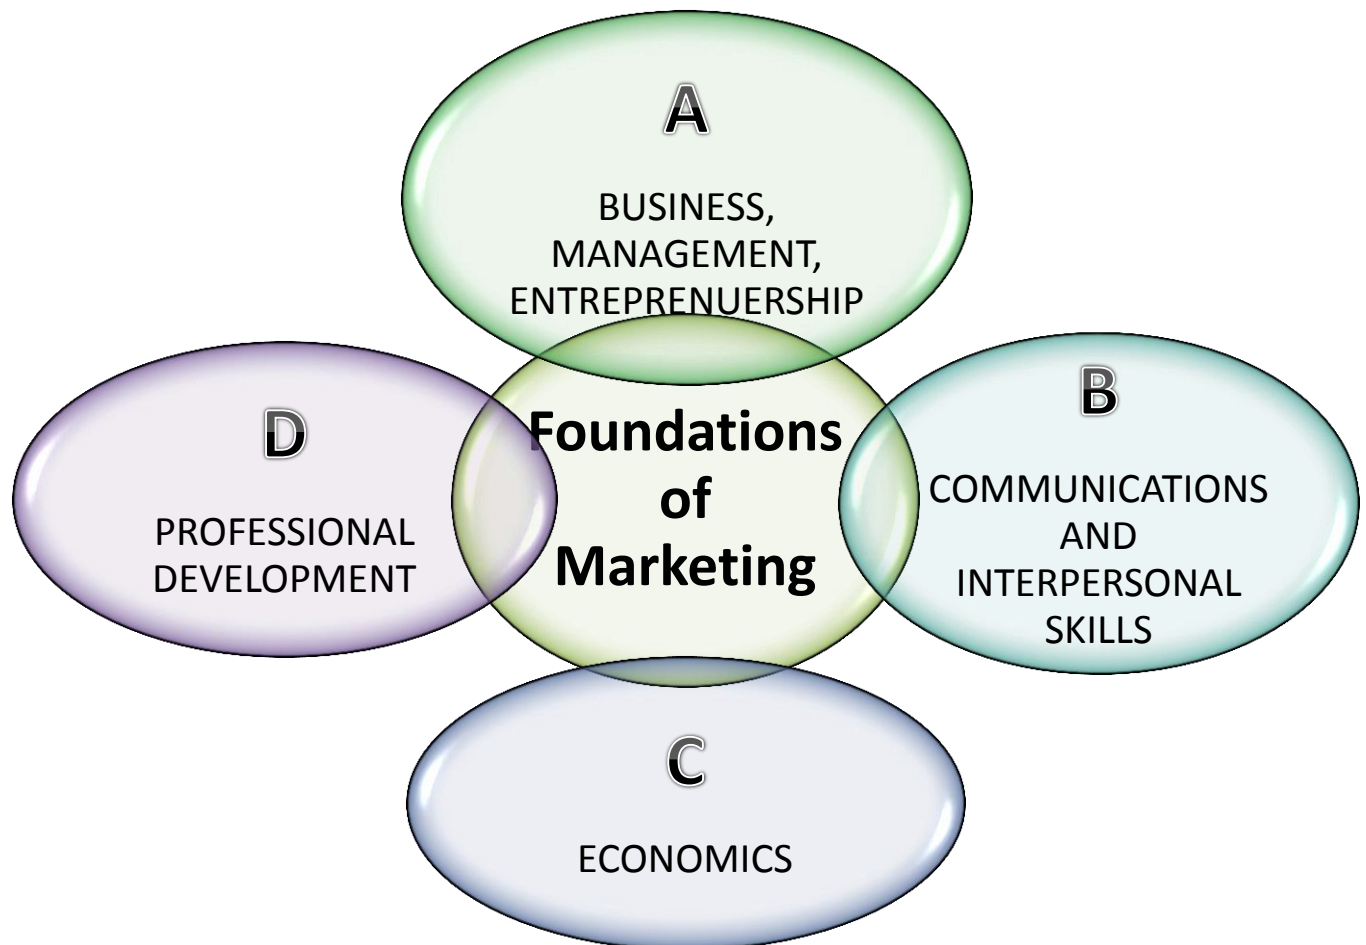 A
BUSINESS,
MANAGEMENT,
ENTREPRENUERSHIP
B
COMMUNICATIONS
AND
INTERPERSONAL
SKILLS
C
ECONOMICS
D
PROFESSIONAL
DEVELOPMENT
Foundations
of
Marketing